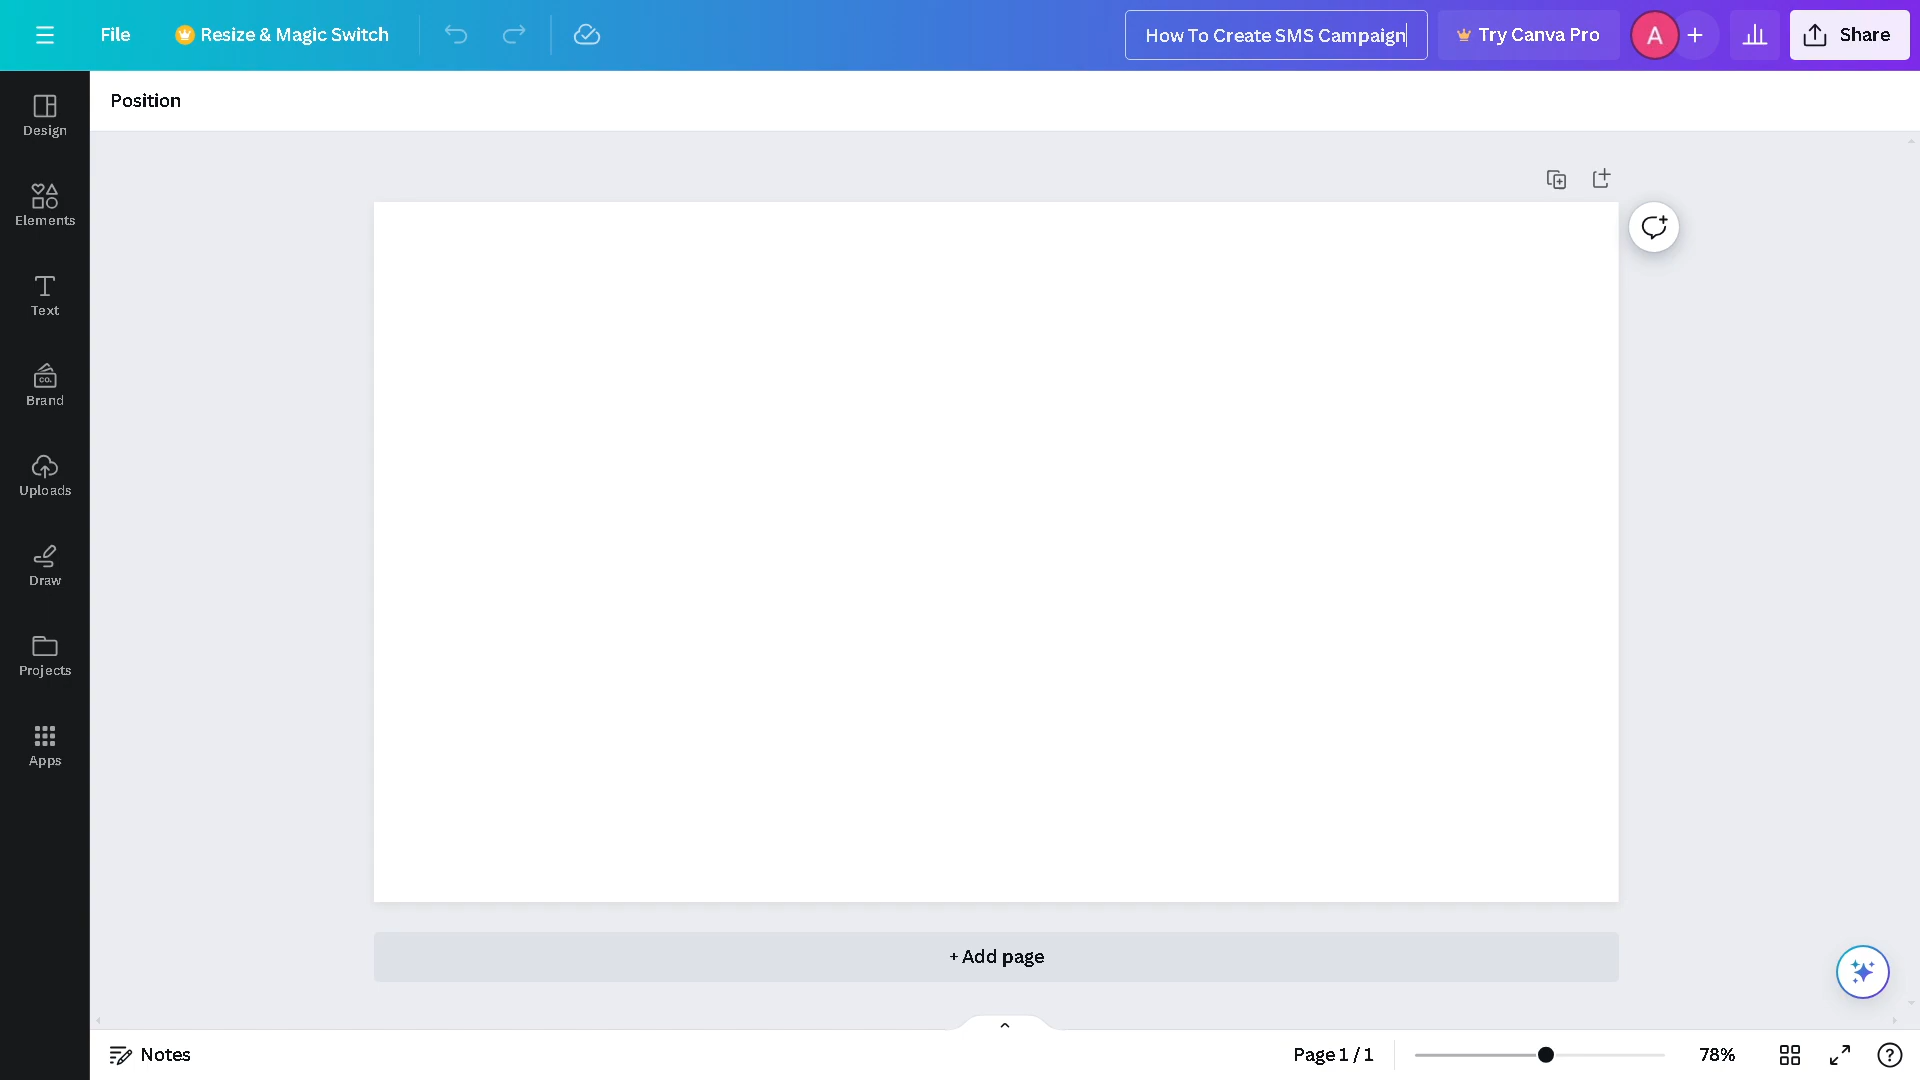 File
Resize & Magic Switch
How To Create SMS Campaign
Try Canva Pro
A
Share
Position
Design
Elements
Text
CO.
Brand
Uploads
Draw
Projects
Apps
+ Add page
Notes
Page 1 / 1
78%
?